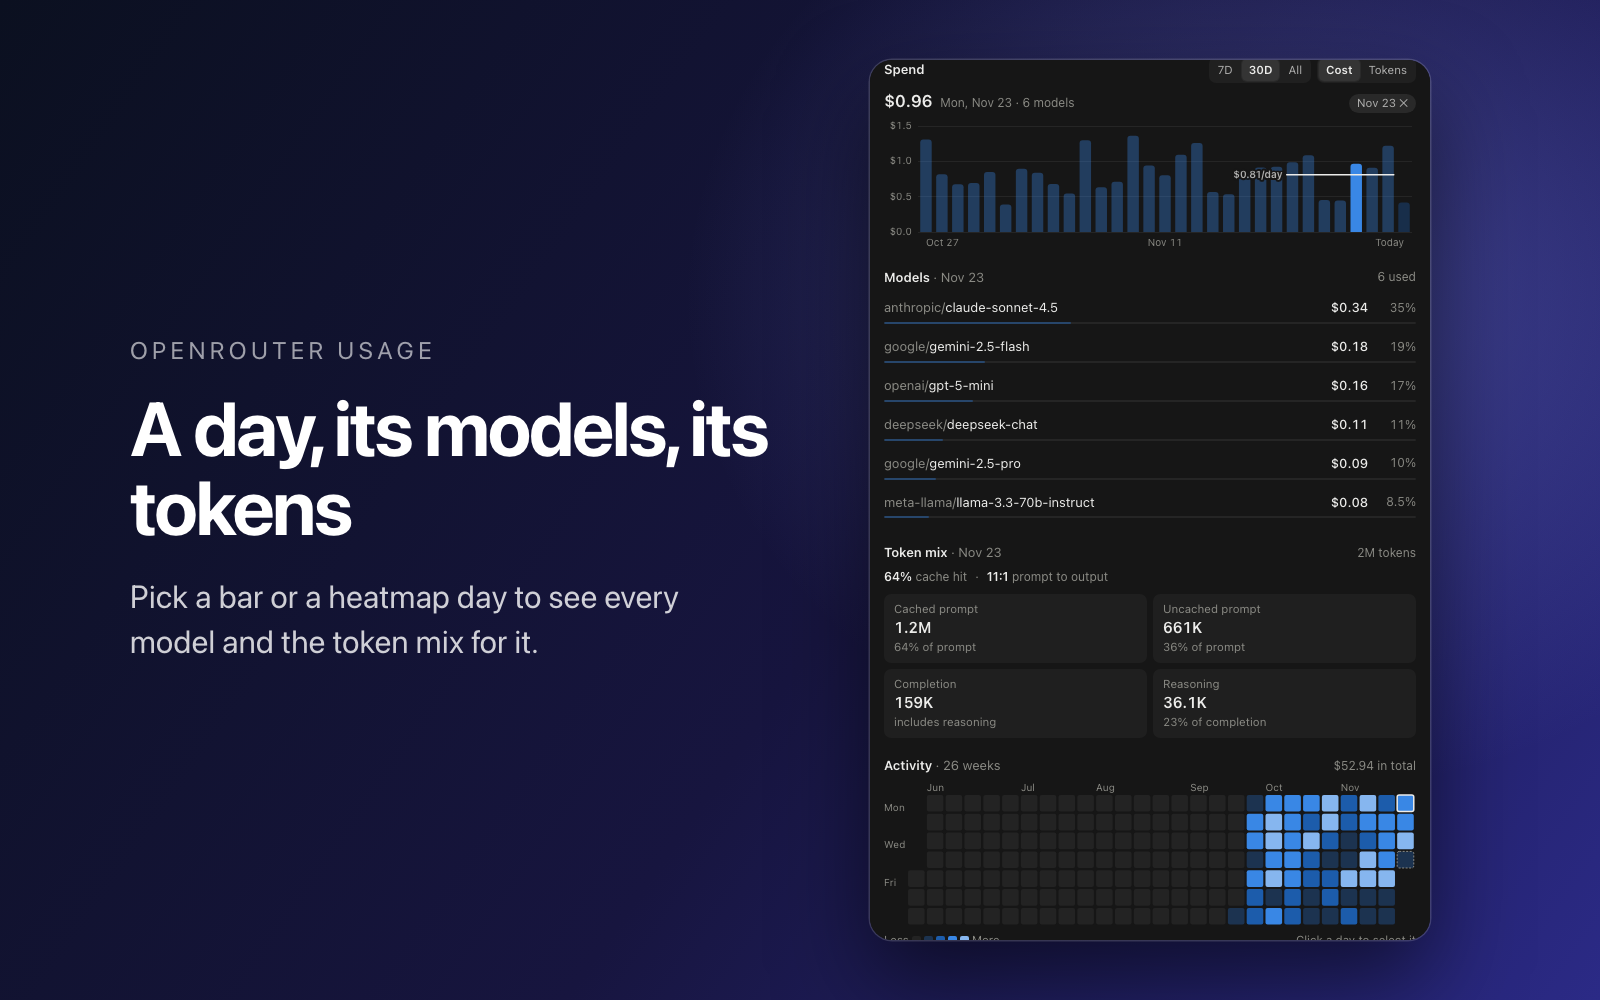 OPENROUTER USAGE
A day, its models, its
tokens
Pick a bar or a heatmap day to see every
model and the token mix for it.
Spend 7D 30D All Cost Tokens
$0.96 Mon, Nov 23 · 6 models Nov 23 ×
$1.5
$1.0
$0.81/day
$0.5
$0.0
Oct 27 Nov 11 Today
Models · Nov 23 6 used
anthropic/claude-sonnet-4.5 $0.34 35%
google/gemini-2.5-flash $0.18 19%
openai/gpt-5-mini $0.16 17%
deepseek/deepseek-chat $0.11 11%
google/gemini-2.5-pro $0.09 10%
meta-llama/llama-3.3-70b-instruct $0.08 8.5%
Token mix · Nov 23 2M tokens
64% cache hit · 11:1 prompt to output
Cached prompt
1.2M
64% of prompt
Uncached prompt
661K
36% of prompt
Completion
159K
includes reasoning
Reasoning
36.1K
23% of completion
Activity · 26 weeks $52.94 in total
Jun Jul Aug Sep Oct Nov
Mon
Wed
Fri
Less More Click a day to select it